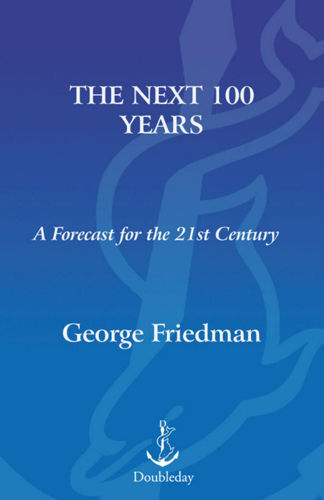 THE NEXT 100
YEARS
A Forecast for the 21st Century
George Friedman
D
Doubleday